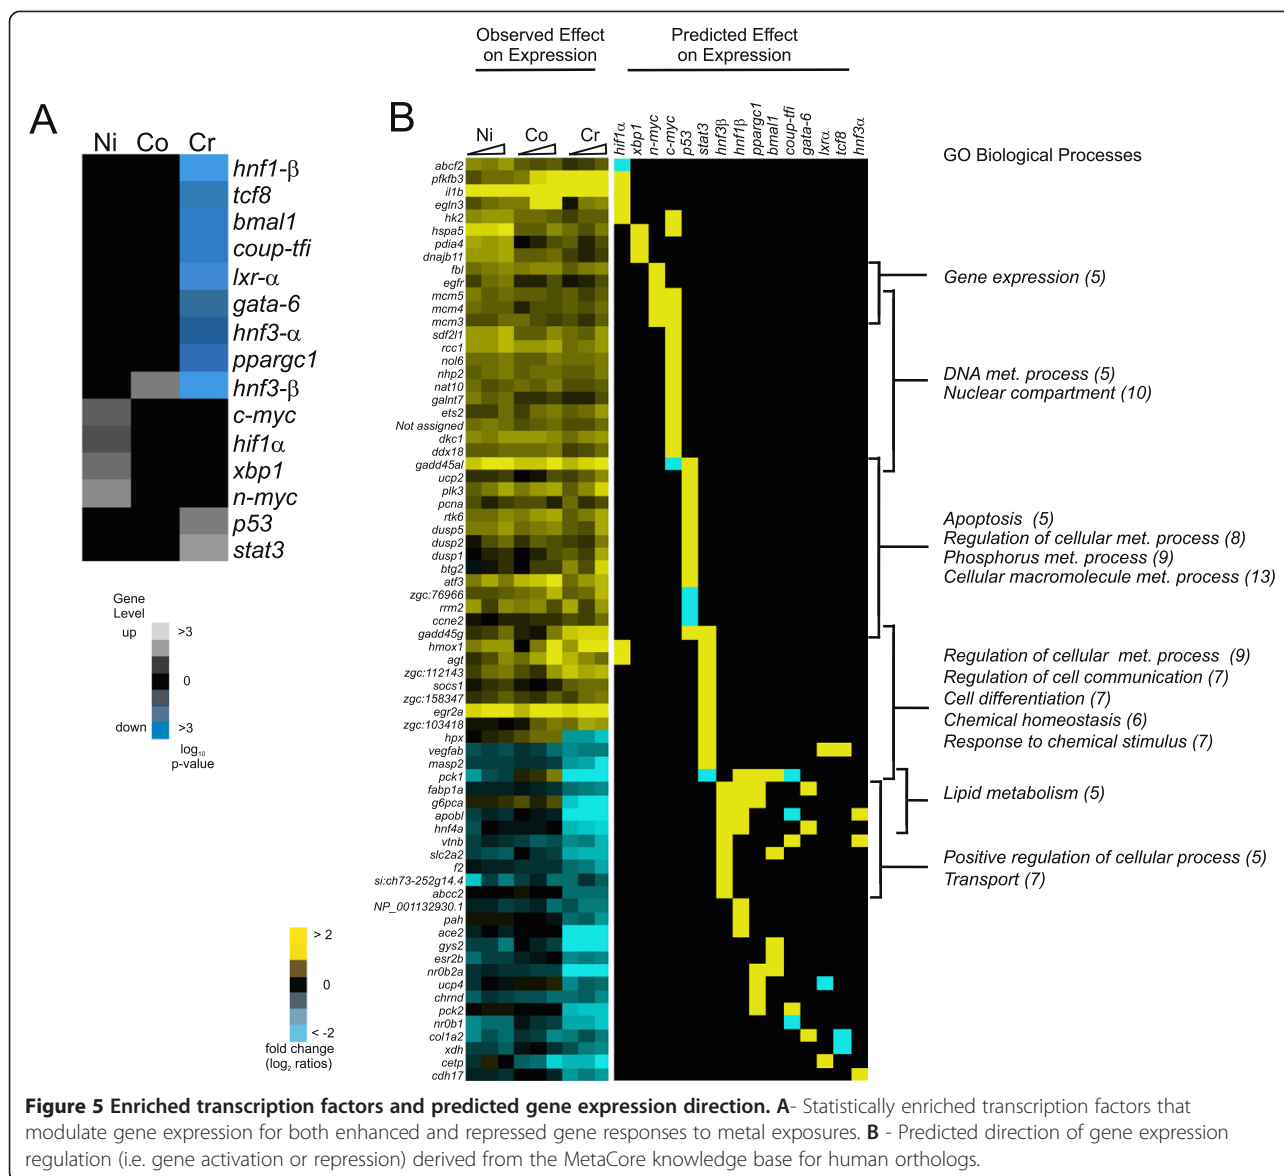 Observed Effect
on Expression
Predicted Effect
on Expression
A
Ni Co Cr
hnf1-β
tcf8
bmal1
coup-tfi
lxr-α
gata-6
hnf3-α
ppargc1
hnf3-β
c-myc
hif1α
xbp1
n-myc
p53
stat3
Gene
Level
up
>3
0
down
>3
log10
p-value
B
Ni Co Cr
hif1α
xbp1
n-myc
c-myc
p53
stat3
hnf3β
hnf1β
ppargc1
bmal1
coup-tfi
gata-6
lxrα
tcf8
hnf3α
GO Biological Processes
abcf2
pfkfb3
il1b
egln3
hk2
hspa5
pdia4
dnajb11
fbl
egfr
mcm5
mcm4
mcm3
sdf2l1
rcc1
nol6
nhp2
nat10
galnt7
ets2
Not assigned
dkc1
ddx18
gadd45al
ucp2
plk3
pcna
rtk6
dusp5
dusp2
dusp1
btg2
atf3
zgc:76966
rrm2
ccne2
gadd45g
hmox1
agt
zgc:112143
socs1
zgc:158347
egr2a
zgc:103418
hpx
vegfab
masp2
pck1
fabp1a
g6pca
apobl
hnf4a
vtnb
slc2a2
f2
si:ch73-252g14.4
abcc2
NP_001132930.1
pah
ace2
gys2
esr2b
nr0b2a
ucp4
chrnd
pck2
nr0b1
col1a2
xdh
cetp
cdh17
Gene expression (5)
DNA met. process (5)
Nuclear compartment (10)
Apoptosis (5)
Regulation of cellular met. process (8)
Phosphorus met. process (9)
Cellular macromolecule met. process (13)
Regulation of cellular met. process (9)
Regulation of cell communication (7)
Cell differentiation (7)
Chemical homeostasis (6)
Response to chemical stimulus (7)
Lipid metabolism (5)
Positive regulation of cellular process (5)
Transport (7)
> 2
0
< -2
fold change
(log2 ratios)
Figure 5 Enriched transcription factors and predicted gene expression direction. A- Statistically enriched transcription factors that
modulate gene expression for both enhanced and repressed gene responses to metal exposures. B - Predicted direction of gene expression
regulation (i.e. gene activation or repression) derived from the MetaCore knowledge base for human orthologs.